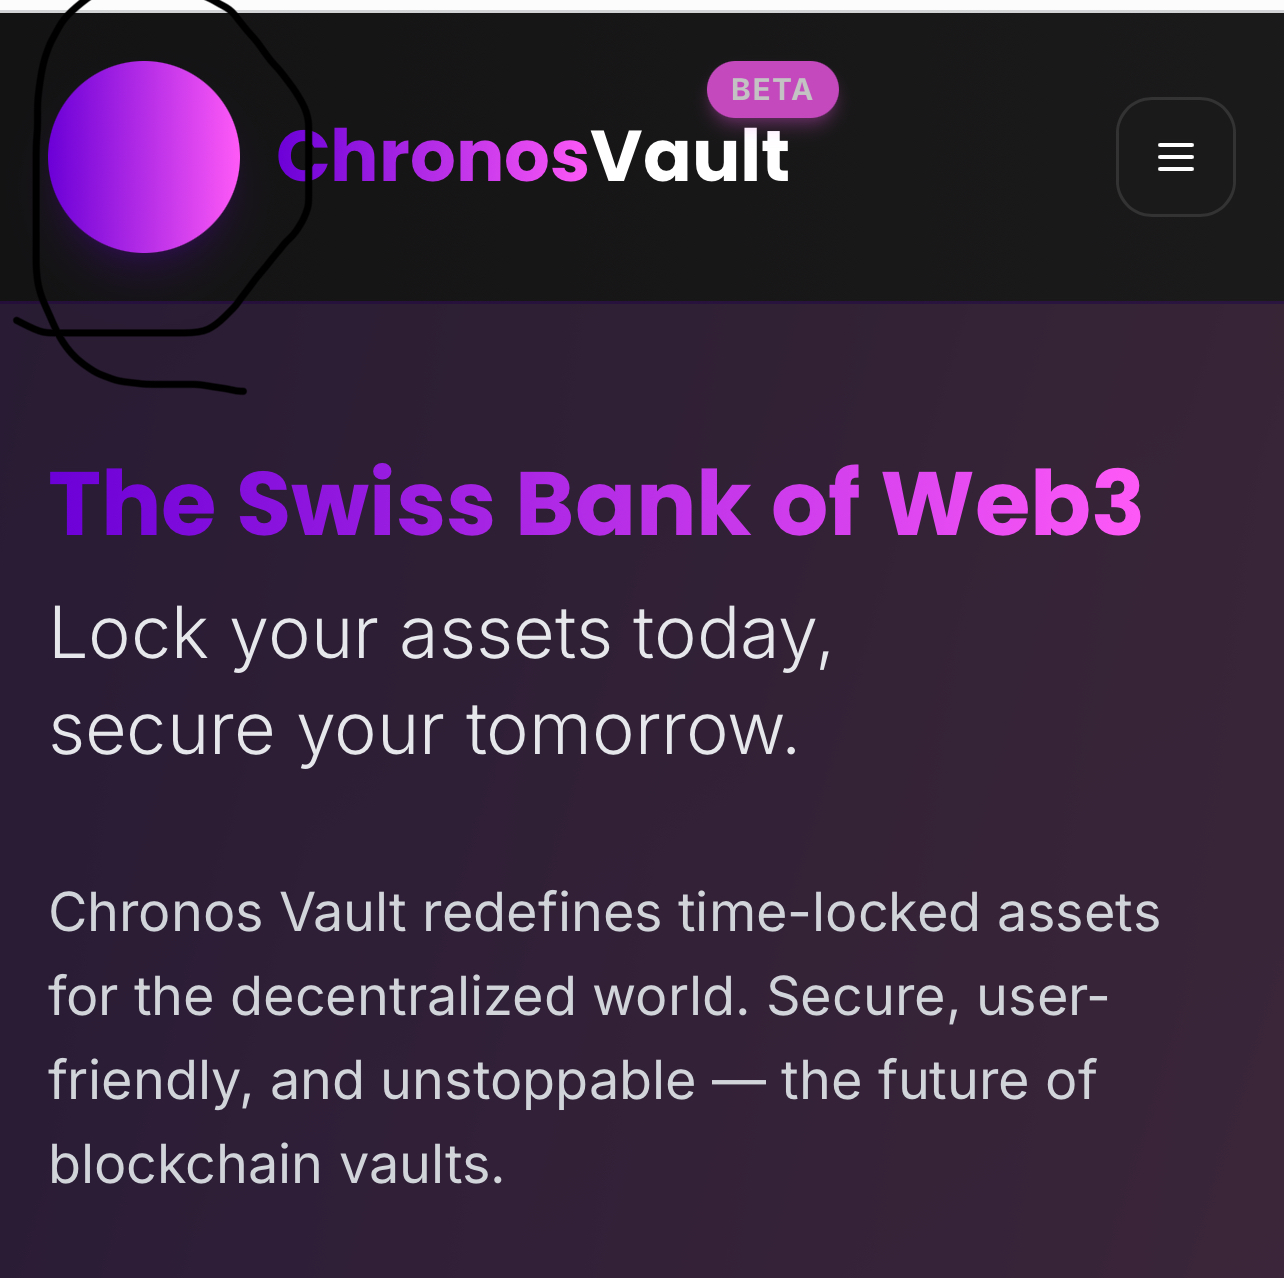 BETA
ChronosVault
The Swiss Bank of Web3
Lock your assets today,
secure your tomorrow.
Chronos Vault redefines time-locked assets
for the decentralized world. Secure, user-
friendly, and unstoppable — the future of
blockchain vaults.